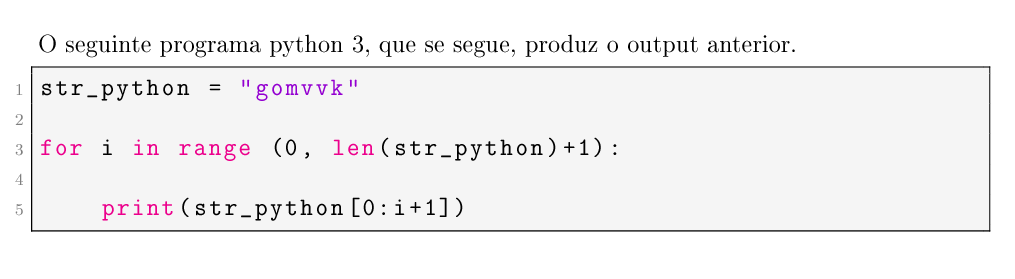 O seguinte programa python 3, que se segue, produz o output anterior.
1 str_python = "gomvvk"
2
3 for i in range (0, len(str_python)+1):
4
5 print(str_python[0:i+1])